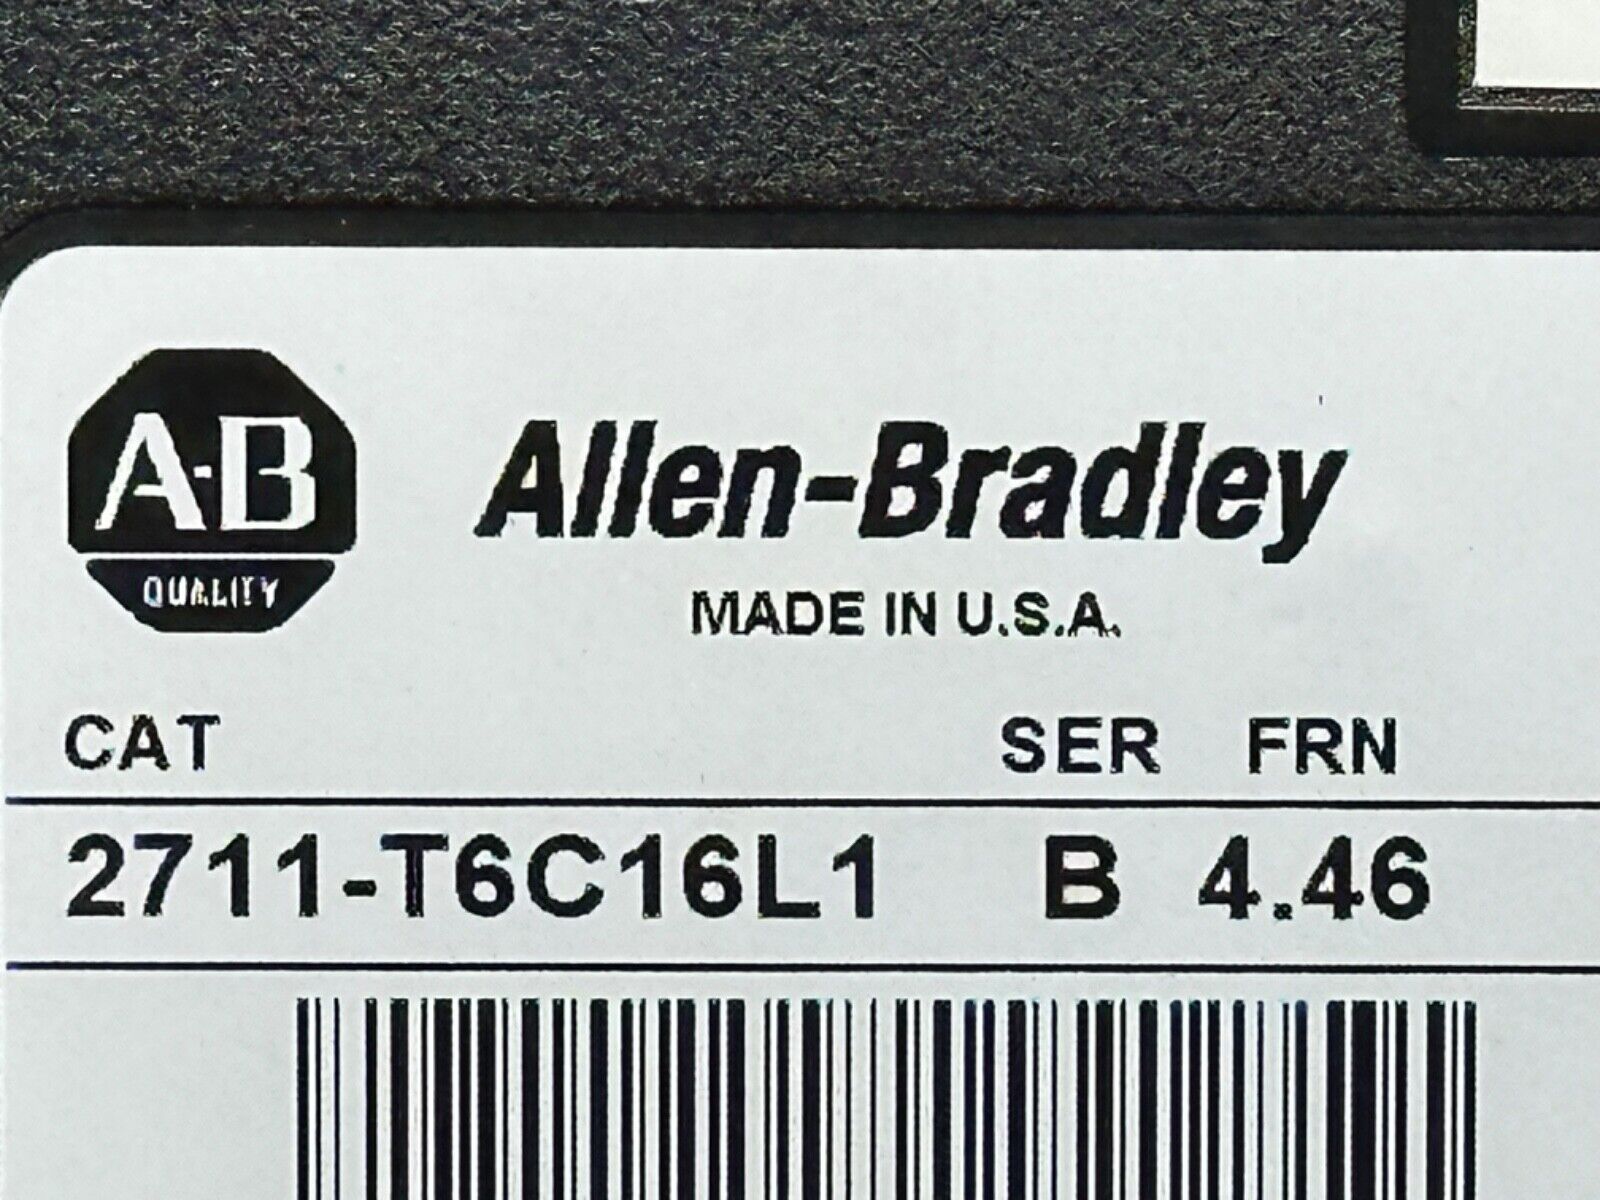 A-B
QUALITY
Allen-Bradley
MADE IN U.S.A.
CAT SER FRN
2711-T6C16L1 B 4.46